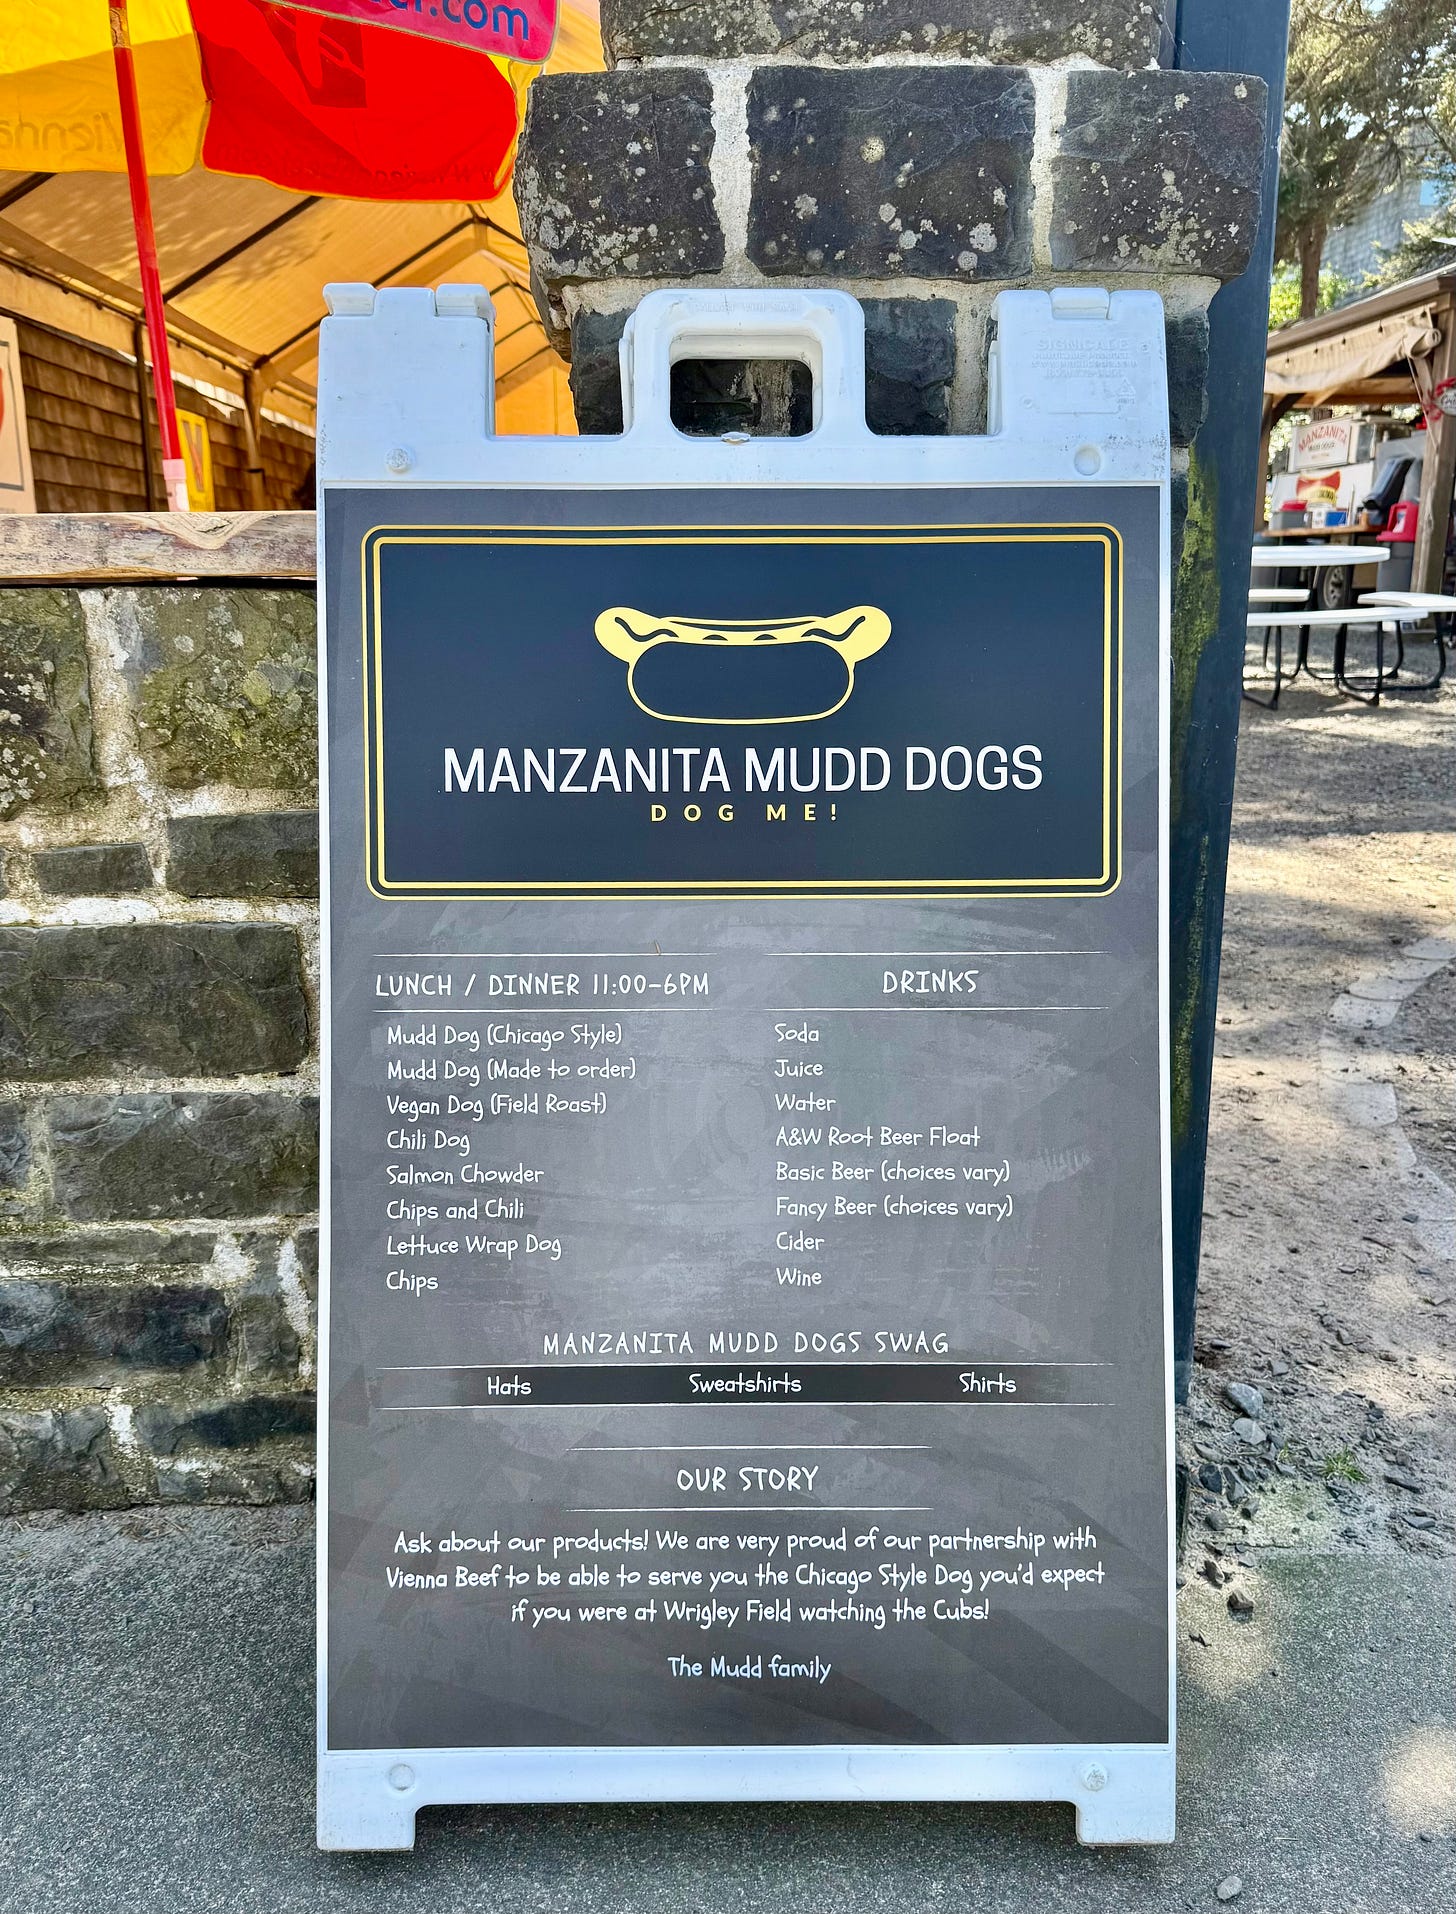 .com
Vienna
MANZANITA
MUDD DOGS
SIGNICADE
MANZANITA MUDD DOGS
DOG ME!
LUNCH / DINNER 11:00-6PM
Mudd Dog (Chicago Style)
Mudd Dog (Made to order)
Vegan Dog (Field Roast)
Chili Dog
Salmon Chowder
Chips and Chili
Lettuce Wrap Dog
Chips
DRINKS
Soda
Juice
Water
A&W Root Beer Float
Basic Beer (choices vary)
Fancy Beer (choices vary)
Cider
Wine
MANZANITA MUDD DOGS SWAG
Hats Sweatshirts Shirts
OUR STORY
Ask about our products! We are very proud of our partnership with
Vienna Beef to be able to serve you the Chicago Style Dog you'd expect
if you were at Wrigley Field watching the Cubs!
The Mudd family